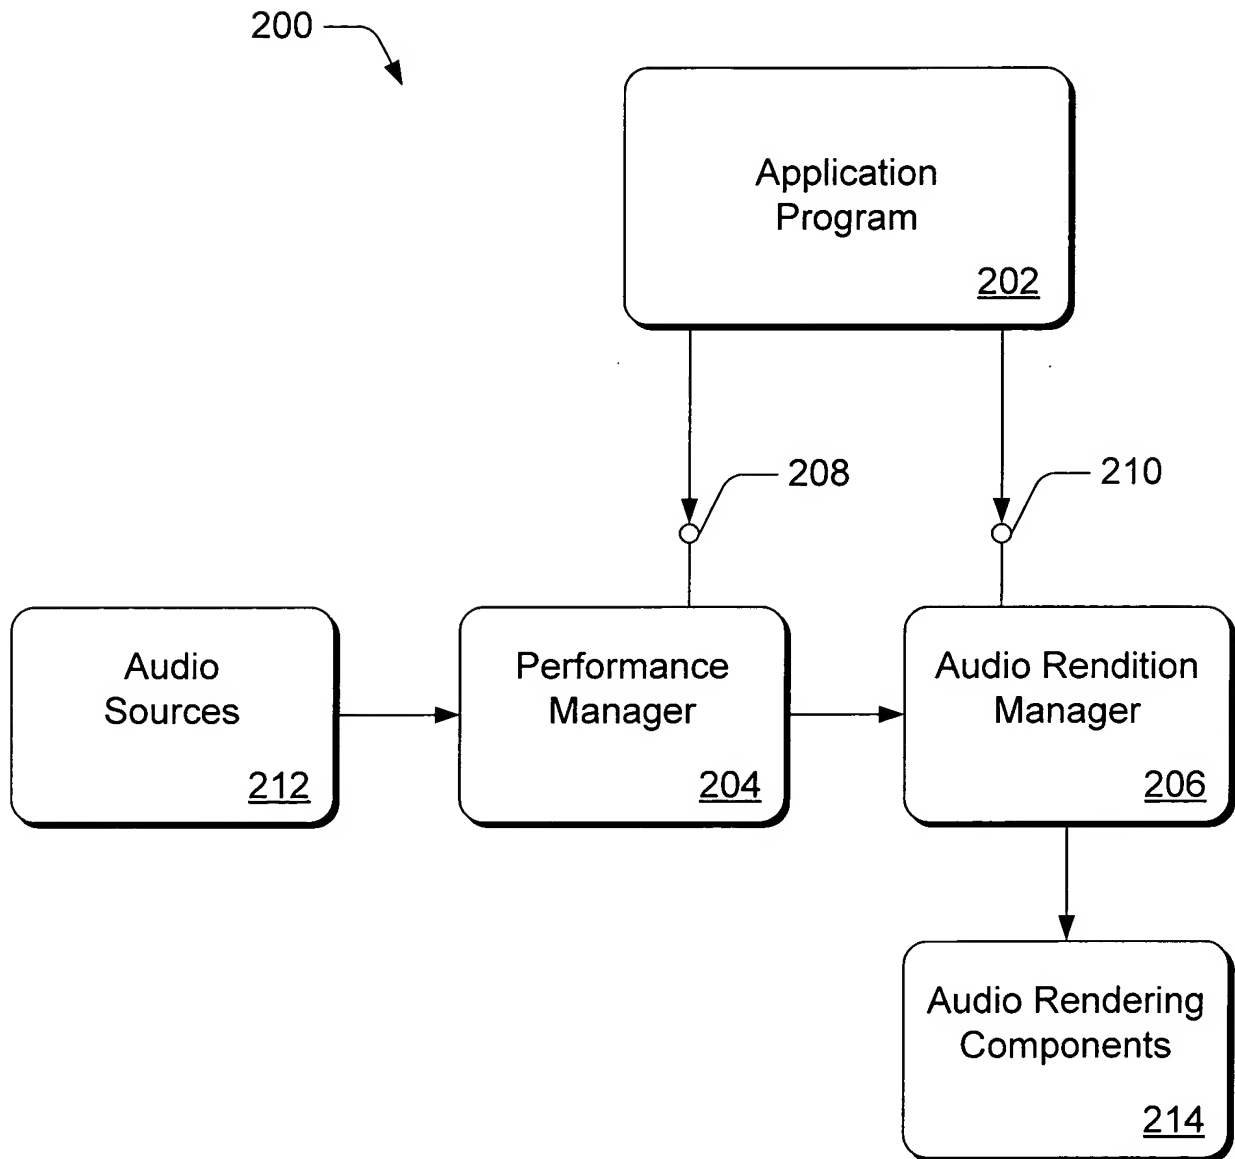 200
Application
Program
202
208
210
Audio
Sources
212
Performance
Manager
204
Audio Rendition
Manager
206
Audio Rendering
Components
214